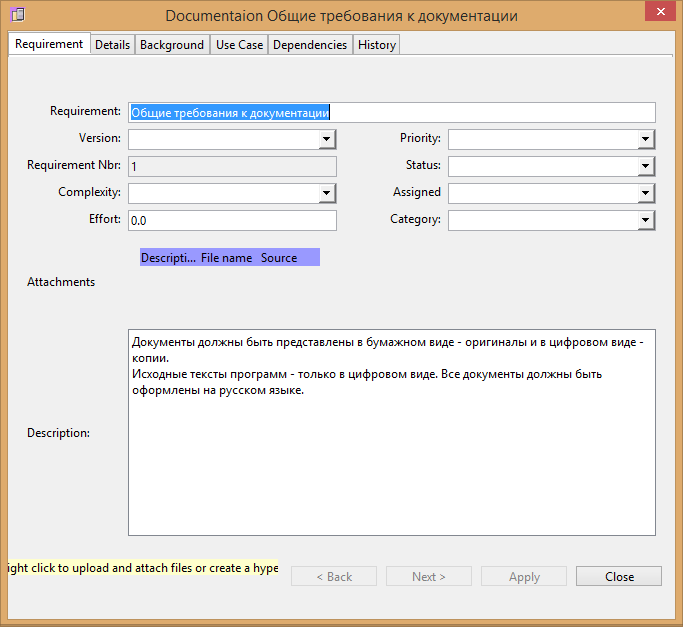 Documentaion Общие требования к документации
Requirement Details Background Use Case Dependencies History
Requirement: Общие требования к документации
Version: Priority:
Requirement Nbr: 1 Status:
Complexity: Assigned
Effort: 0.0 Category:
Descripti... File name Source
Attachments
Документы должны быть представлены в бумажном виде - оригиналы и в цифровом виде -
копии.
Исходные тексты программ - только в цифровом виде. Все документы должны быть
оформлены на русском языке.
Description:
ight click to upload and attach files or create a hype
< Back Next > Apply Close